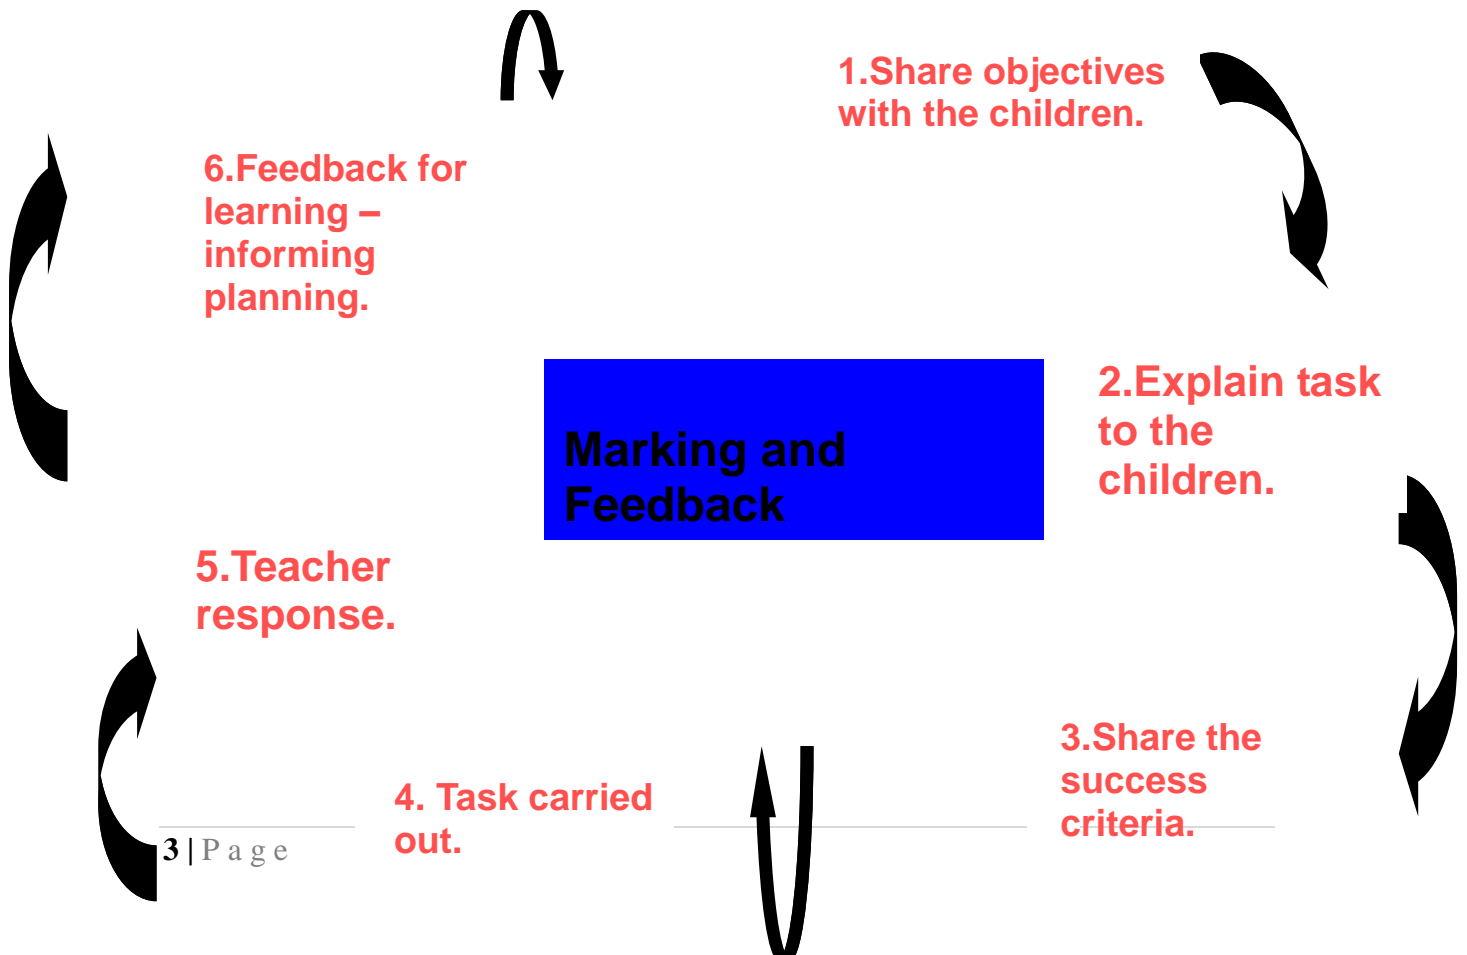 1.Share objectives
with the children.
6.Feedback for
learning –
informing
planning.
2.Explain task
to the
children.
Marking and
Feedback
5.Teacher
response.
3.Share the
success
criteria.
4. Task carried
out.
3 | P a g e